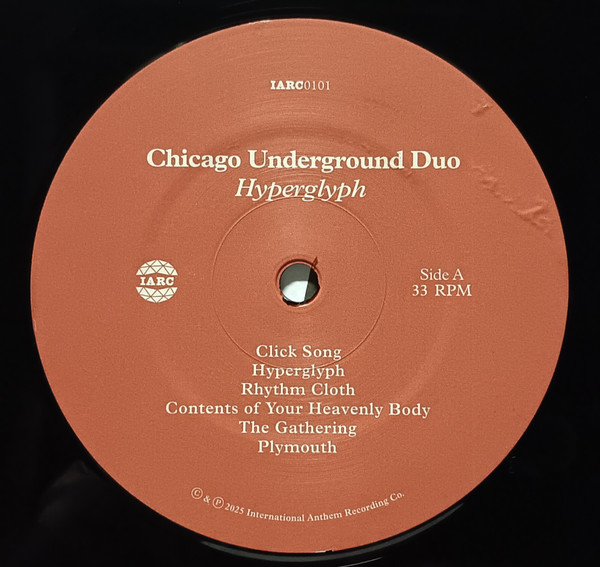 IARC0101
Chicago Underground Duo
Hyperglyph
IARC
Side A
33 RPM
Click Song
Hyperglyph
Rhythm Cloth
Contents of Your Heavenly Body
The Gathering
Plymouth
© & ℗ 2025 International Anthem Recording Co.